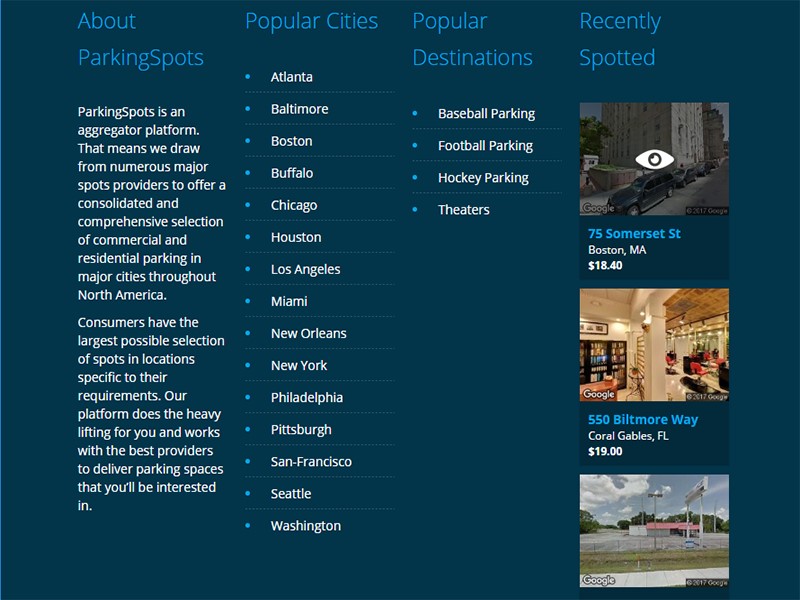 About
ParkingSpots
ParkingSpots is an
aggregator platform.
That means we draw
from numerous major
spots providers to offer a
consolidated and
comprehensive selection
of commercial and
residential parking in
major cities throughout
North America.
Consumers have the
largest possible selection
of spots in locations
specific to their
requirements. Our
platform does the heavy
lifting for you and works
with the best providers
to deliver parking spaces
that you'll be interested
in.
Popular Cities
Atlanta
Baltimore
Boston
Buffalo
Chicago
Houston
Los Angeles
Miami
New Orleans
New York
Philadelphia
Pittsburgh
San-Francisco
Seattle
Washington
Popular
Destinations
Baseball Parking
Football Parking
Hockey Parking
Theaters
Recently
Spotted
Google
© 2017 Google
75 Somerset St
Boston, MA
$18.40
Google
© 2017 Google
550 Biltmore Way
Coral Gables, FL
$19.00
Google
© 2017 Google